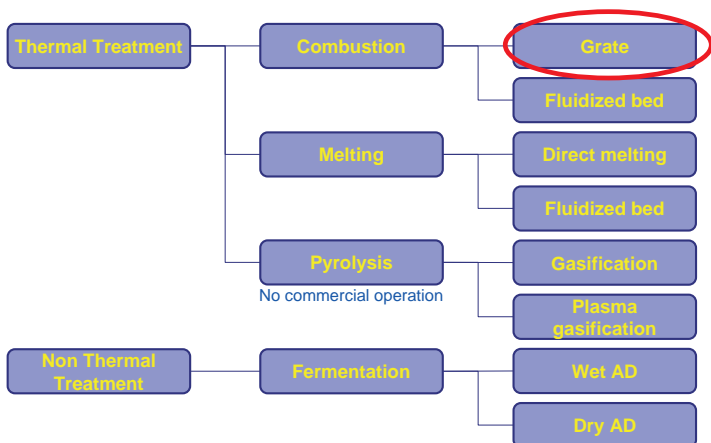 Thermal Treatment
Combustion
Grate
Fluidized bed
Melting
Direct melting
Fluidized bed
Pyrolysis
No commercial operation
Gasification
Plasma
gasification
Non Thermal
Treatment
Fermentation
Wet AD
Dry AD